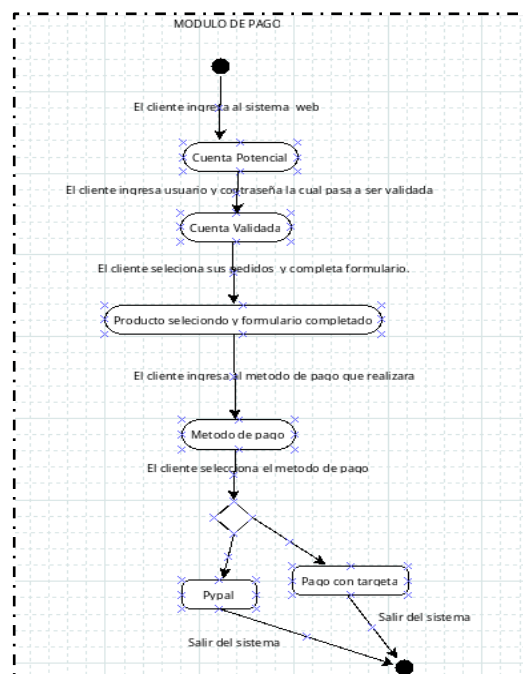 MODULO DE PAGO
El cliente ingresa al sistema web
Cuenta Potencial
El cliente ingresa usuario y contraseña la cual pasa a ser validada
Cuenta Validada
El cliente seleciona sus pedidos y completa formulario.
Producto seleciondo y formulario completado
El cliente ingresa al metodo de pago que realizara
Metodo de pago
El cliente selecciona el metodo de pago
Pypal
Pago con targeta
Salir del sistema
Salir del sistema